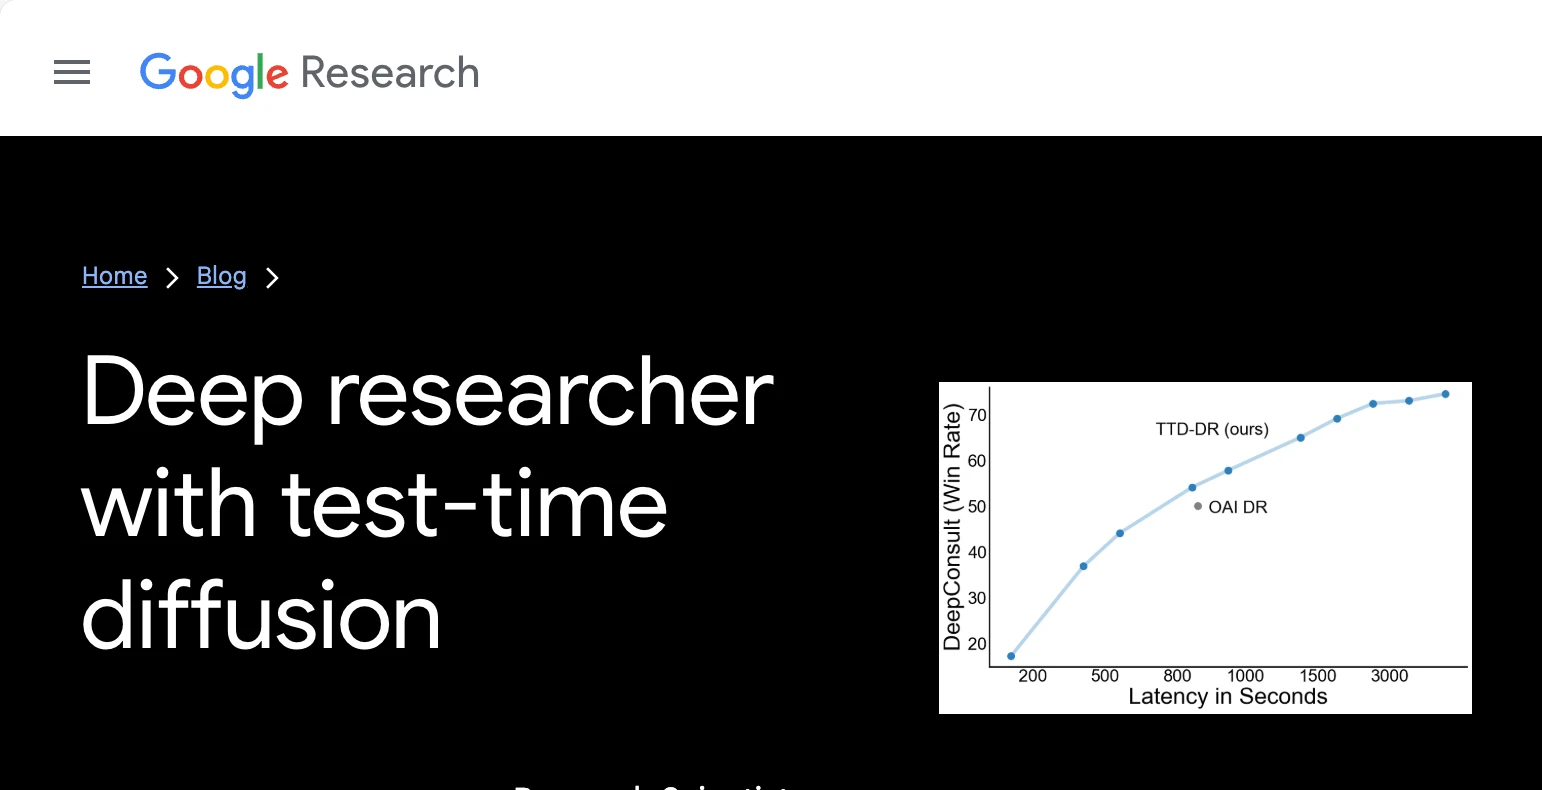 Google Research
Home
Blog
Deep researcher
with test-time
diffusion
DeepConsult (Win Rate)
70
60
50
40
30
20
TTD-DR (ours)
OAI DR
200 500 800 1000 1500 3000
Latency in Seconds